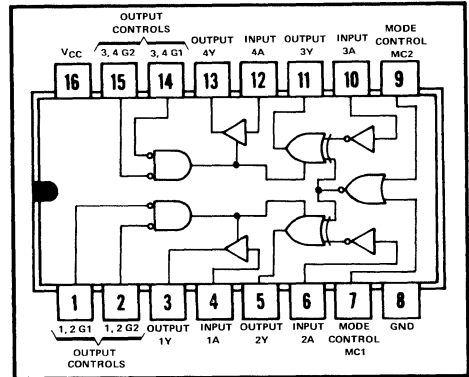 OUTPUT
CONTROLS
VCC
3, 4 G2
3, 4 G1
OUTPUT
4Y
INPUT
4A
OUTPUT
3Y
INPUT
3A
MODE
CONTROL
MC2
16 15 14 13 12 11 10 9
1 2 3 4 5 6 7 8
1, 2 G1
1, 2 G2
OUTPUT
CONTROLS
OUTPUT
1Y
INPUT
1A
OUTPUT
2Y
INPUT
2A
MODE
CONTROL
MC1
GND